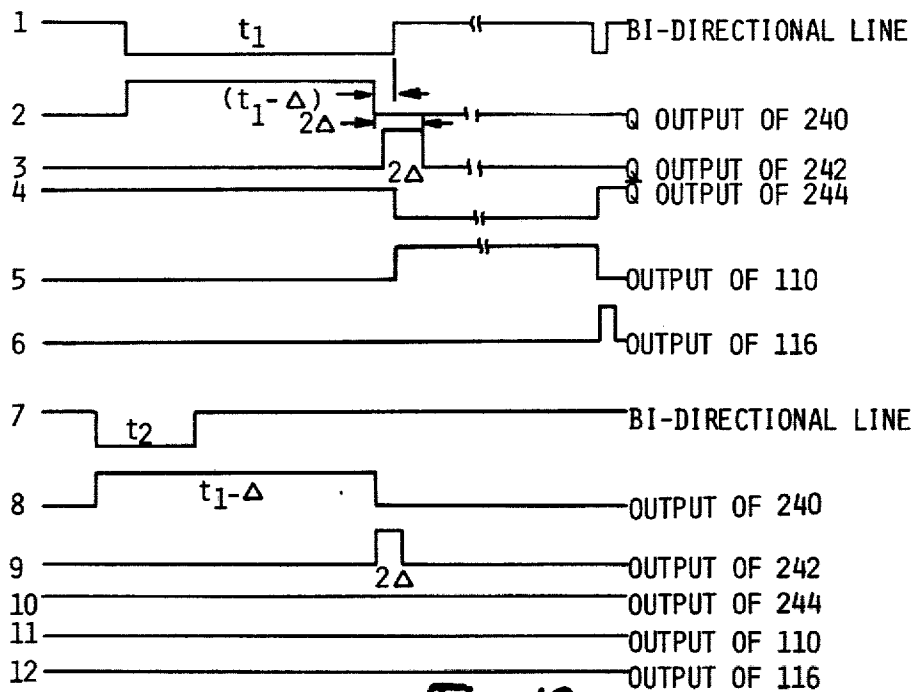 1 t1 BI-DIRECTIONAL LINE
2 (t1-Δ) 2Δ Q OUTPUT OF 240
3 2Δ Q OUTPUT OF 242
4 Q OUTPUT OF 244
5 OUTPUT OF 110
6 OUTPUT OF 116
7 t2 BI-DIRECTIONAL LINE
8 t1-Δ OUTPUT OF 240
9 2Δ OUTPUT OF 242
10 OUTPUT OF 244
11 OUTPUT OF 110
12 OUTPUT OF 116